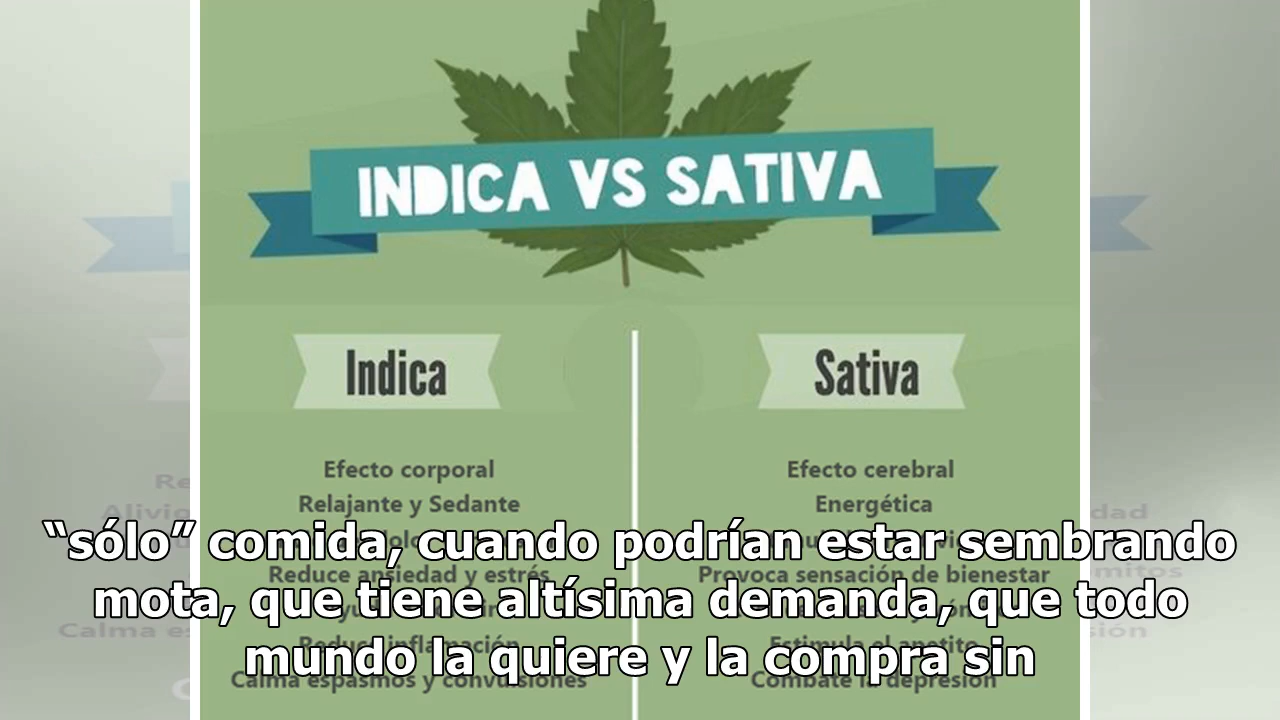 INDICA VS SATIVA
Indica
Sativa
Efecto corporal
Efecto cerebral
Relajante y Sedante
Energética
Reduce ansiedad y estrés
Provoca sensación de bienestar
Reduce inflamación
Estimula el apetito
Calma espasmos y convulsiones
Combate la depresión
“sólo” comida, cuando podrían estar sembrando
mota, que tiene altísima demanda, que todo
mundo la quiere y la compra sin